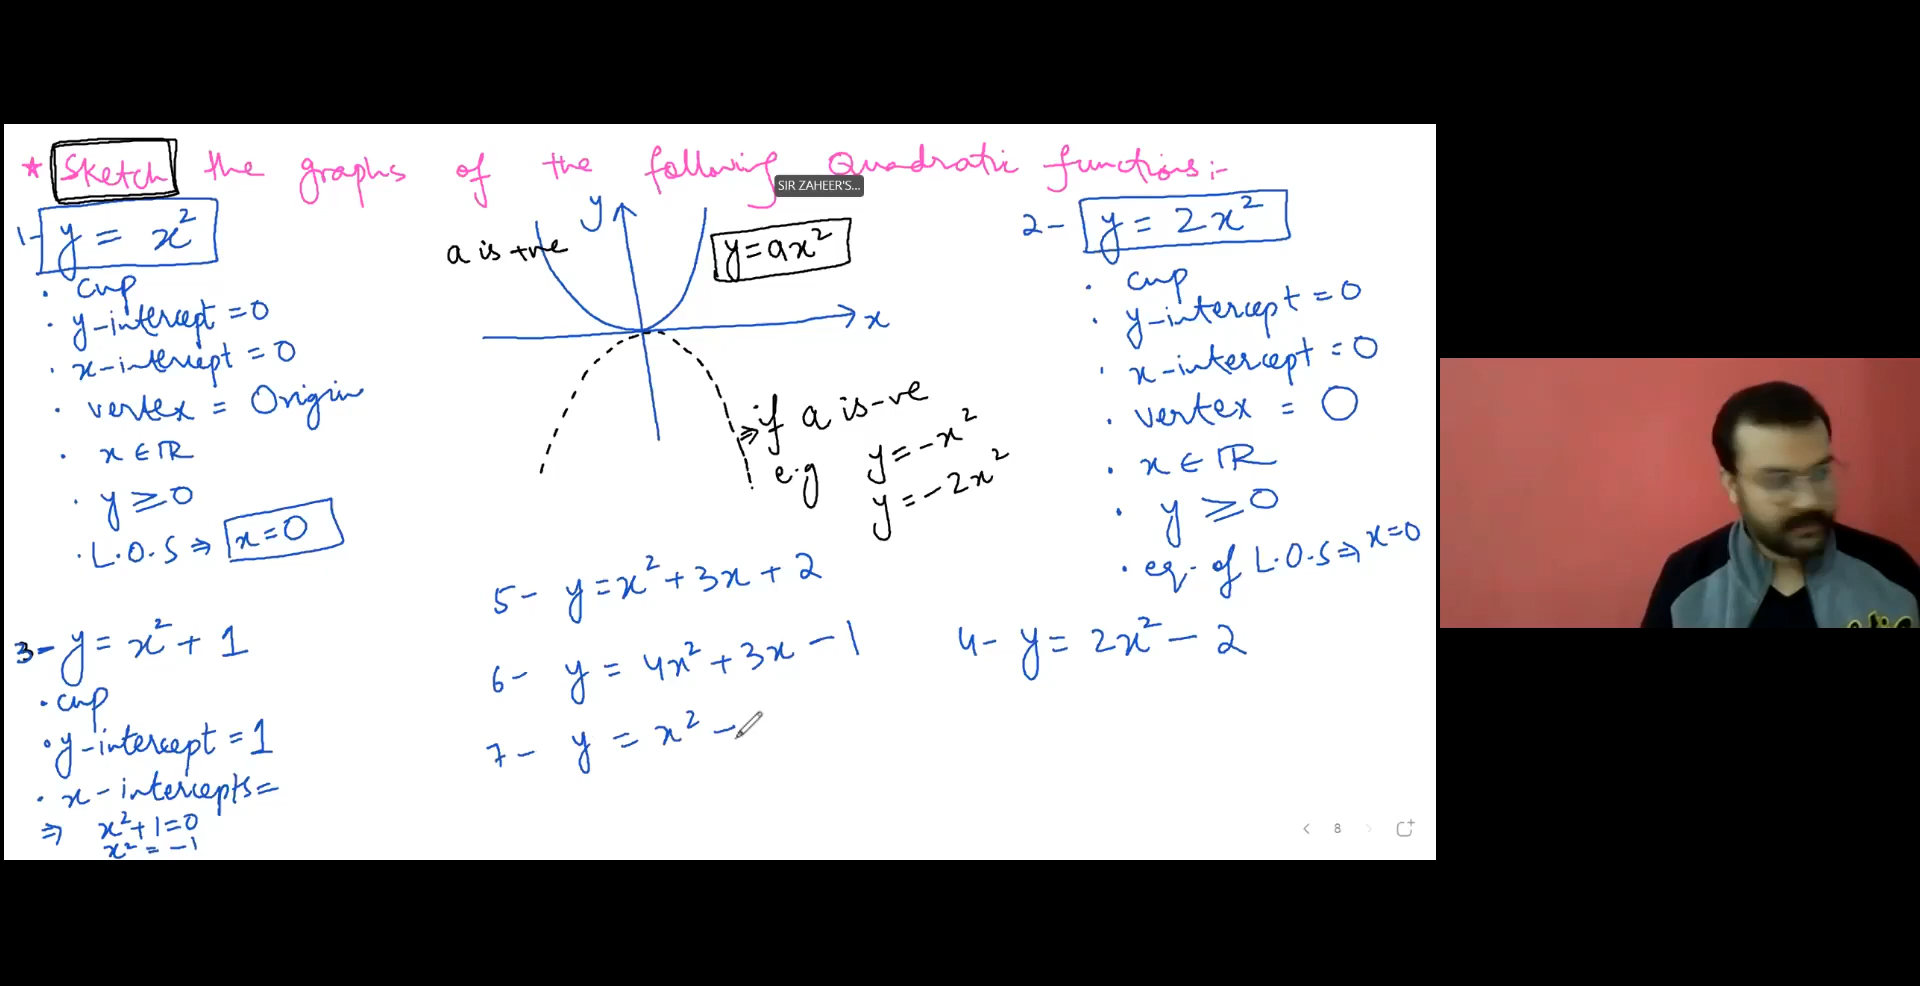 * Sketch the graphs of the following Quadratic functions:-
SIR ZAHEER'S...
1- y = x²
• cup
• y-intercept = 0
• x-intercept = 0
• vertex = Origin
• x ∈ ℝ
• y ≥ 0
• L.O.S ⇒ x=0
a is +ve
y
y=ax²
x
⇒ if a is -ve
e.g y = -x²
y = -2x²
2- y = 2x²
• cup
• y-intercept = 0
• x-intercept = 0
• vertex = O
• x ∈ ℝ
• y ≥ 0
• eq. of L.O.S ⇒ x=0
3- y = x² + 1
• cup
• y-intercept = 1
• x-intercepts =
⇒ x²+1=0
x² = -1
5- y = x² + 3x + 2
6- y = 4x² + 3x - 1
7- y = x² -
4- y = 2x² - 2
8